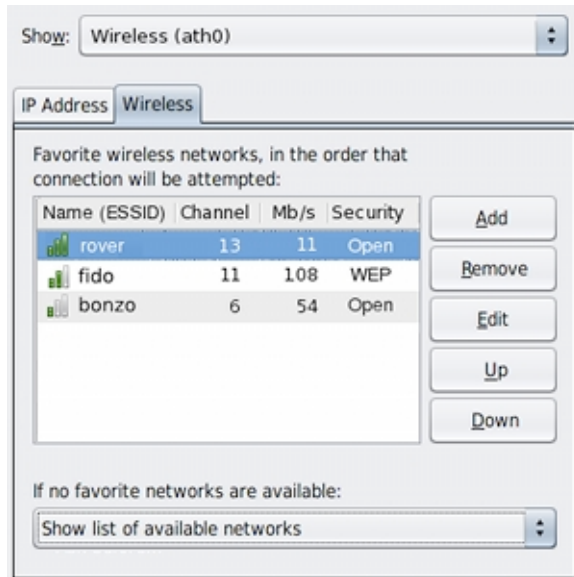 Show: Wireless (ath0)
IP Address Wireless
Favorite wireless networks, in the order that
connection will be attempted:
Name (ESSID) Channel Mb/s Security
rover 13 11 Open
fido 11 108 WEP
bonzo 6 54 Open
Add
Remove
Edit
Up
Down
If no favorite networks are available:
Show list of available networks